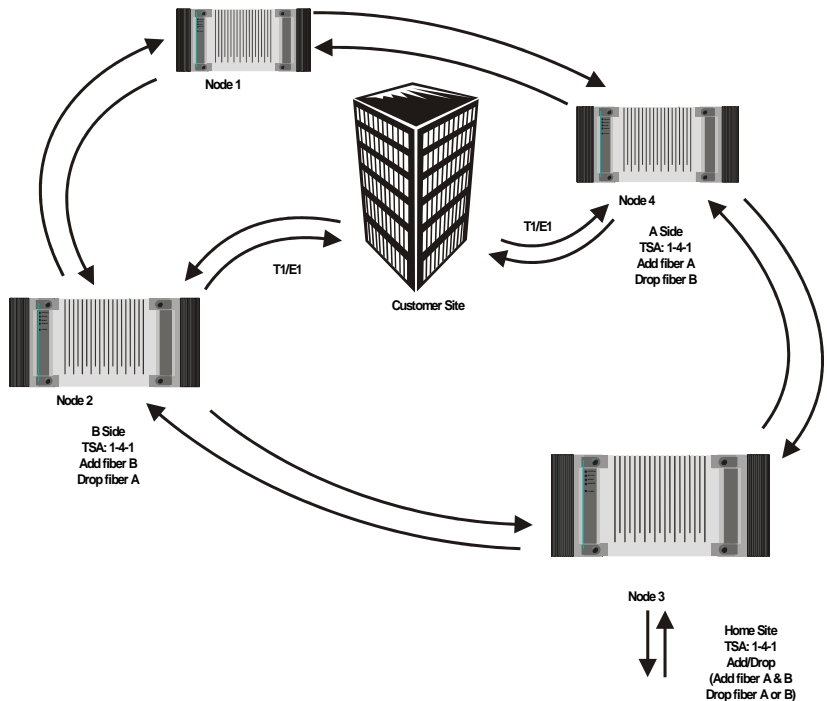 Node 1
Node 4
A Side
TSA: 1-4-1
Add fiber A
Drop fiber B
T1/E1
T1/E1
Customer Site
Node 2
B Side
TSA: 1-4-1
Add fiber B
Drop fiber A
Node 3
Home Site
TSA: 1-4-1
Add/Drop
(Add fiber A & B
Drop fiber A or B)